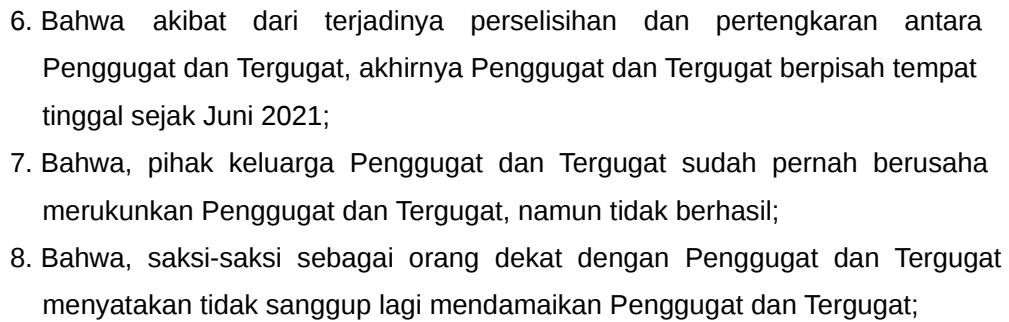 6. Bahwa akibat dari terjadinya perselisihan dan pertengkaran antara
Penggugat dan Tergugat, akhirnya Penggugat dan Tergugat berpisah tempat
tinggal sejak Juni 2021;
7. Bahwa, pihak keluarga Penggugat dan Tergugat sudah pernah berusaha
merukunkan Penggugat dan Tergugat, namun tidak berhasil;
8. Bahwa, saksi-saksi sebagai orang dekat dengan Penggugat dan Tergugat
menyatakan tidak sanggup lagi mendamaikan Penggugat dan Tergugat;